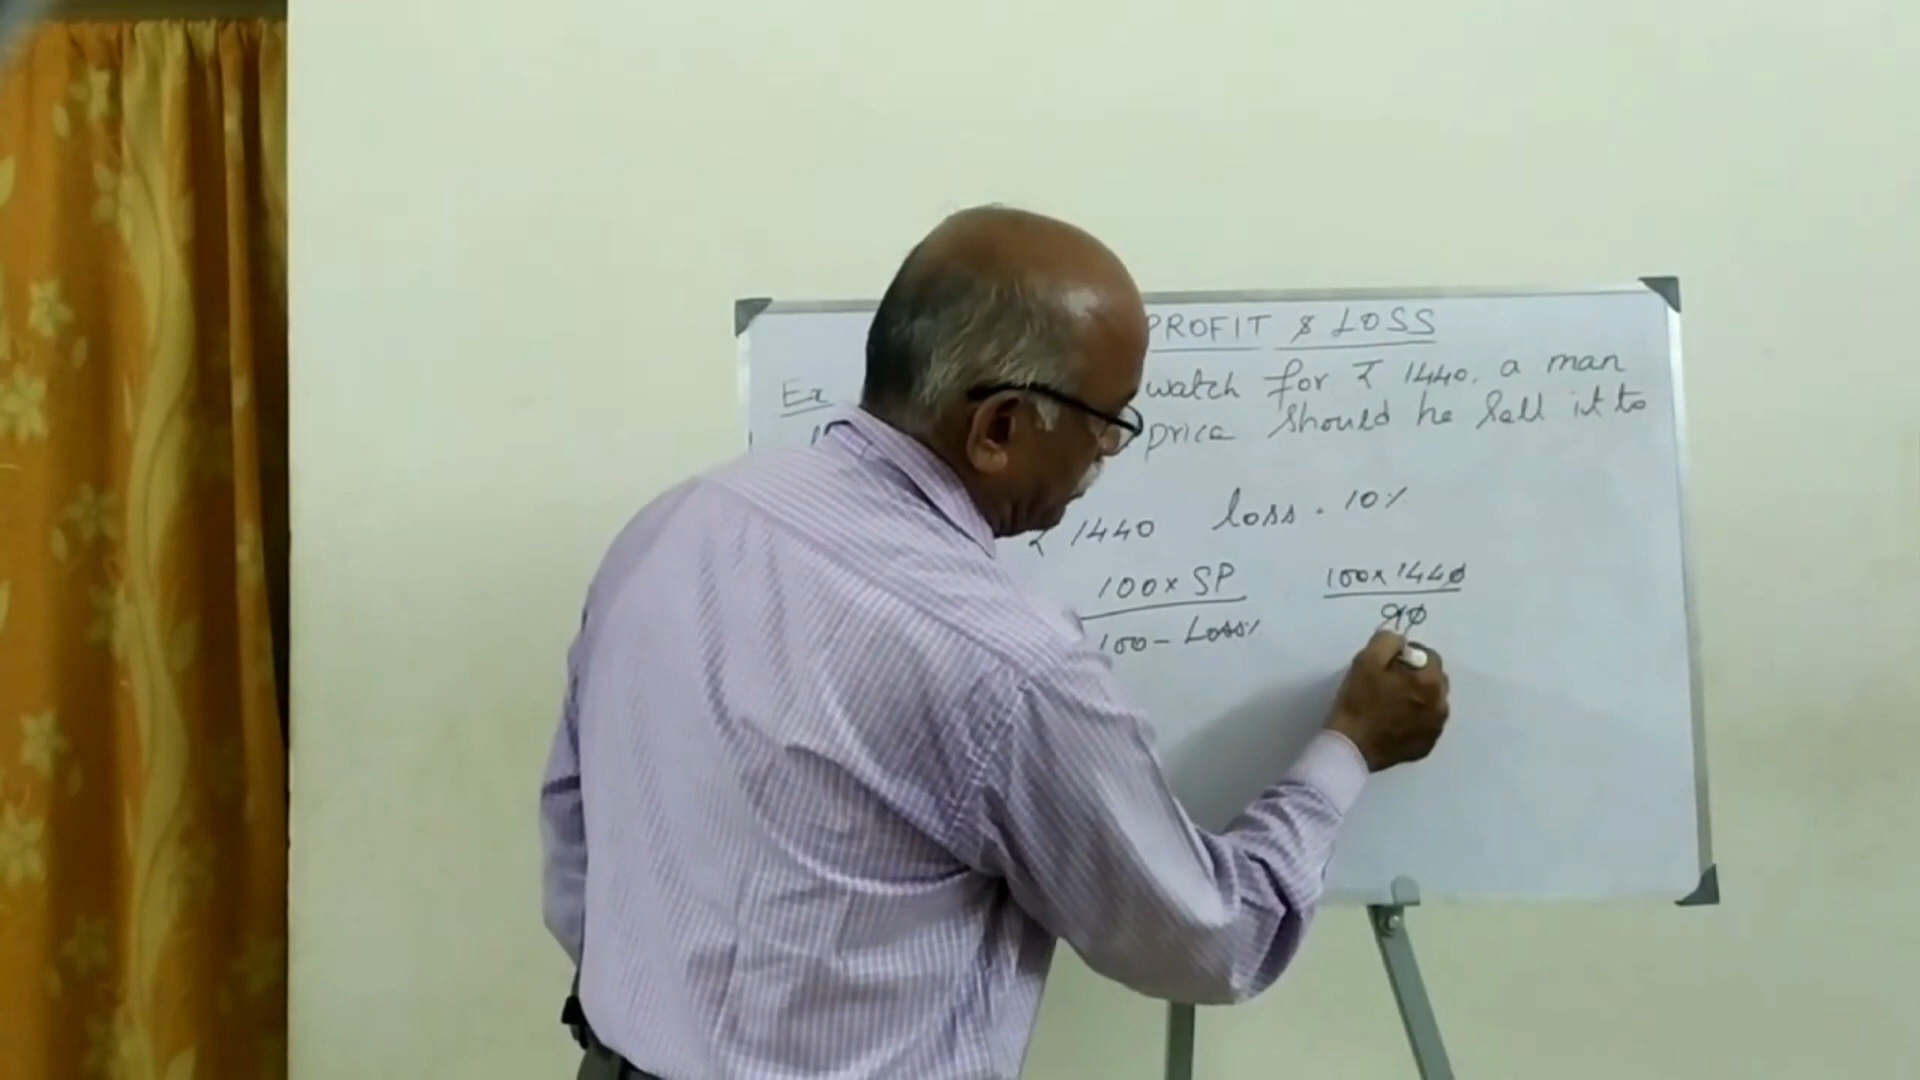 PROFIT & LOSS
Ex watch for ₹ 1440, a man
price should he sell it to
₹ 1440 loss = 10%
100 × SP 100 × 1440
100 - Loss% 90